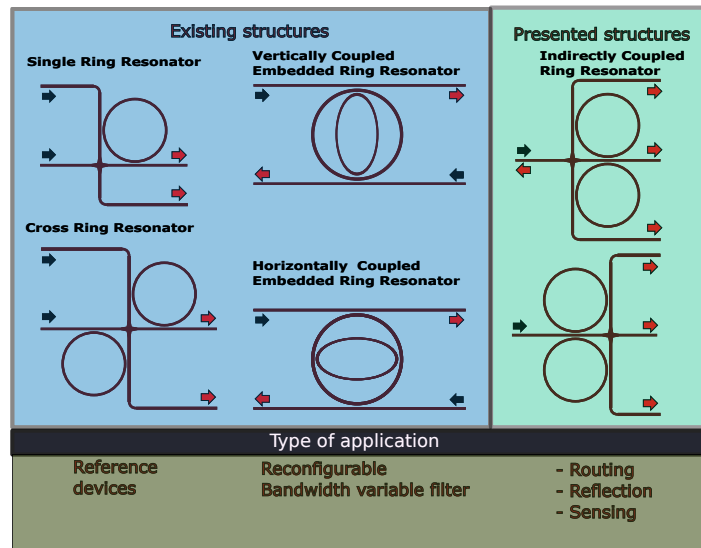 Existing structures
Single Ring Resonator
Vertically Coupled
Embedded Ring Resonator
Cross Ring Resonator
Horizontally Coupled
Embedded Ring Resonator
Presented structures
Indirectly Coupled
Ring Resonator
Type of application
Reference
devices
Reconfigurable
Bandwidth variable filter
- Routing
- Reflection
- Sensing